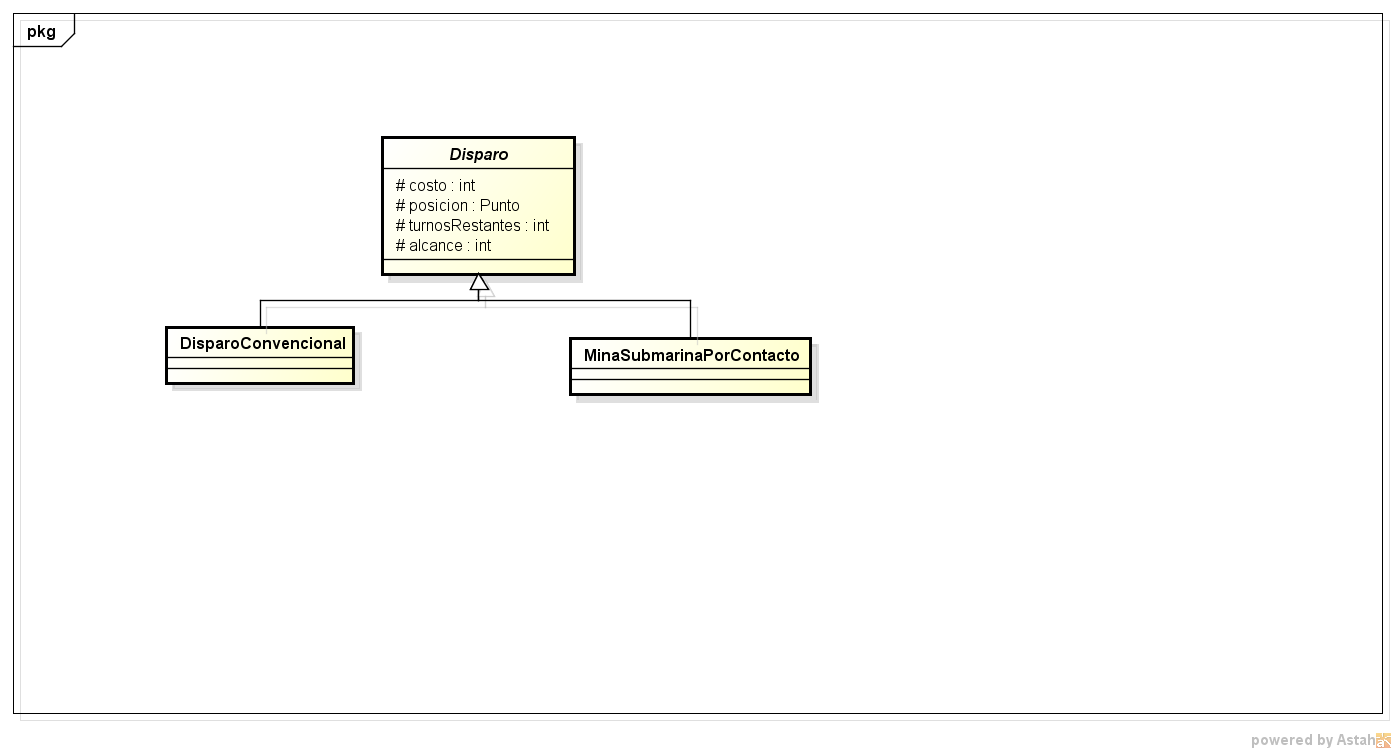 pkg
Disparo
# costo : int
# posicion : Punto
# turnosRestantes : int
# alcance : int
DisparoConvencional
MinaSubmarinaPorContacto
powered by Astah